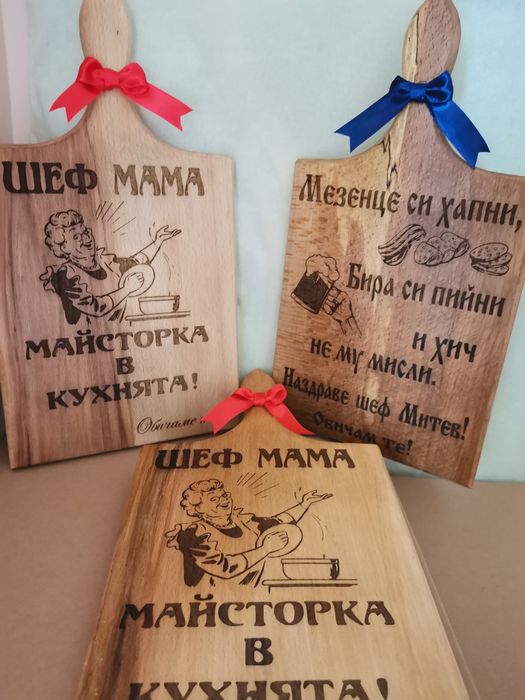 ШЕФ МАМА
МАЙСТОРКА
В
КУХНЯТА!
Обичаме
Мезенце си хапни,
Бира си пийни
и хич
не му мисли.
Наздраве шеф Митев!
Обичам те!
ШЕФ МАМА
МАЙСТОРКА
В
КУХНЯТА!